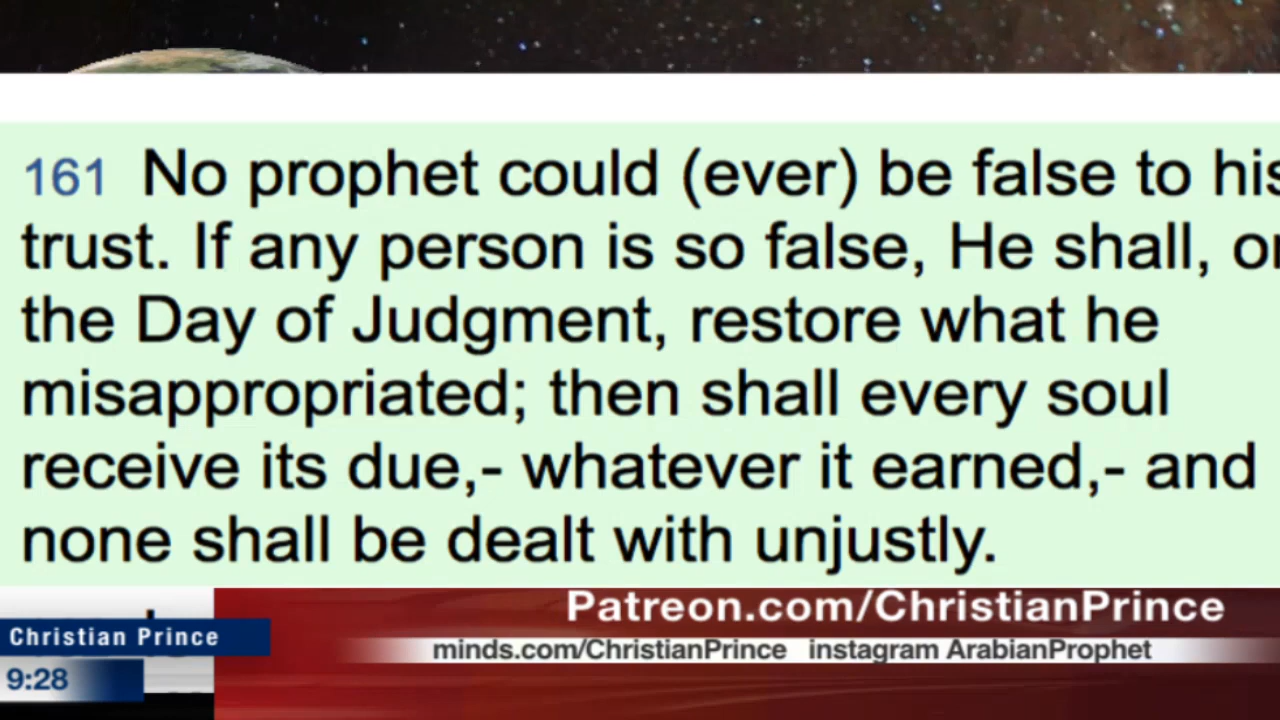 161 No prophet could (ever) be false to his
trust. If any person is so false, He shall, on
the Day of Judgment, restore what he
misappropriated; then shall every soul
receive its due,- whatever it earned,- and
none shall be dealt with unjustly.
Patreon.com/ChristianPrince
Christian Prince
minds.com/ChristianPrince instagram ArabianProphet
9:28